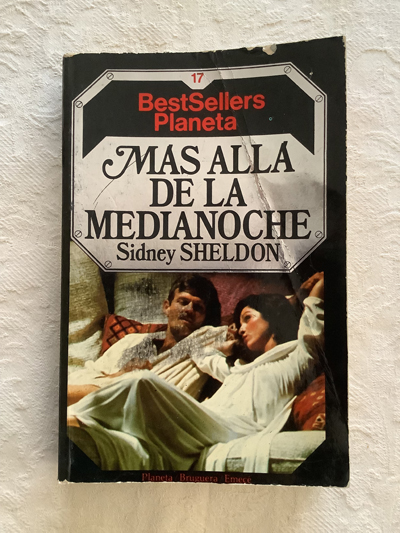 17
BestSellers
Planeta
MAS ALLA
DE LA
MEDIANOCHE
Sidney SHELDON
Planeta Bruguera Emecé